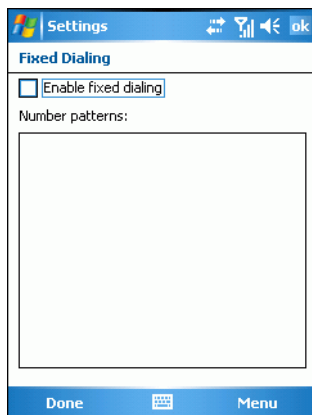 Settings ok
Fixed Dialing
Enable fixed dialing
Number patterns:
Done Menu